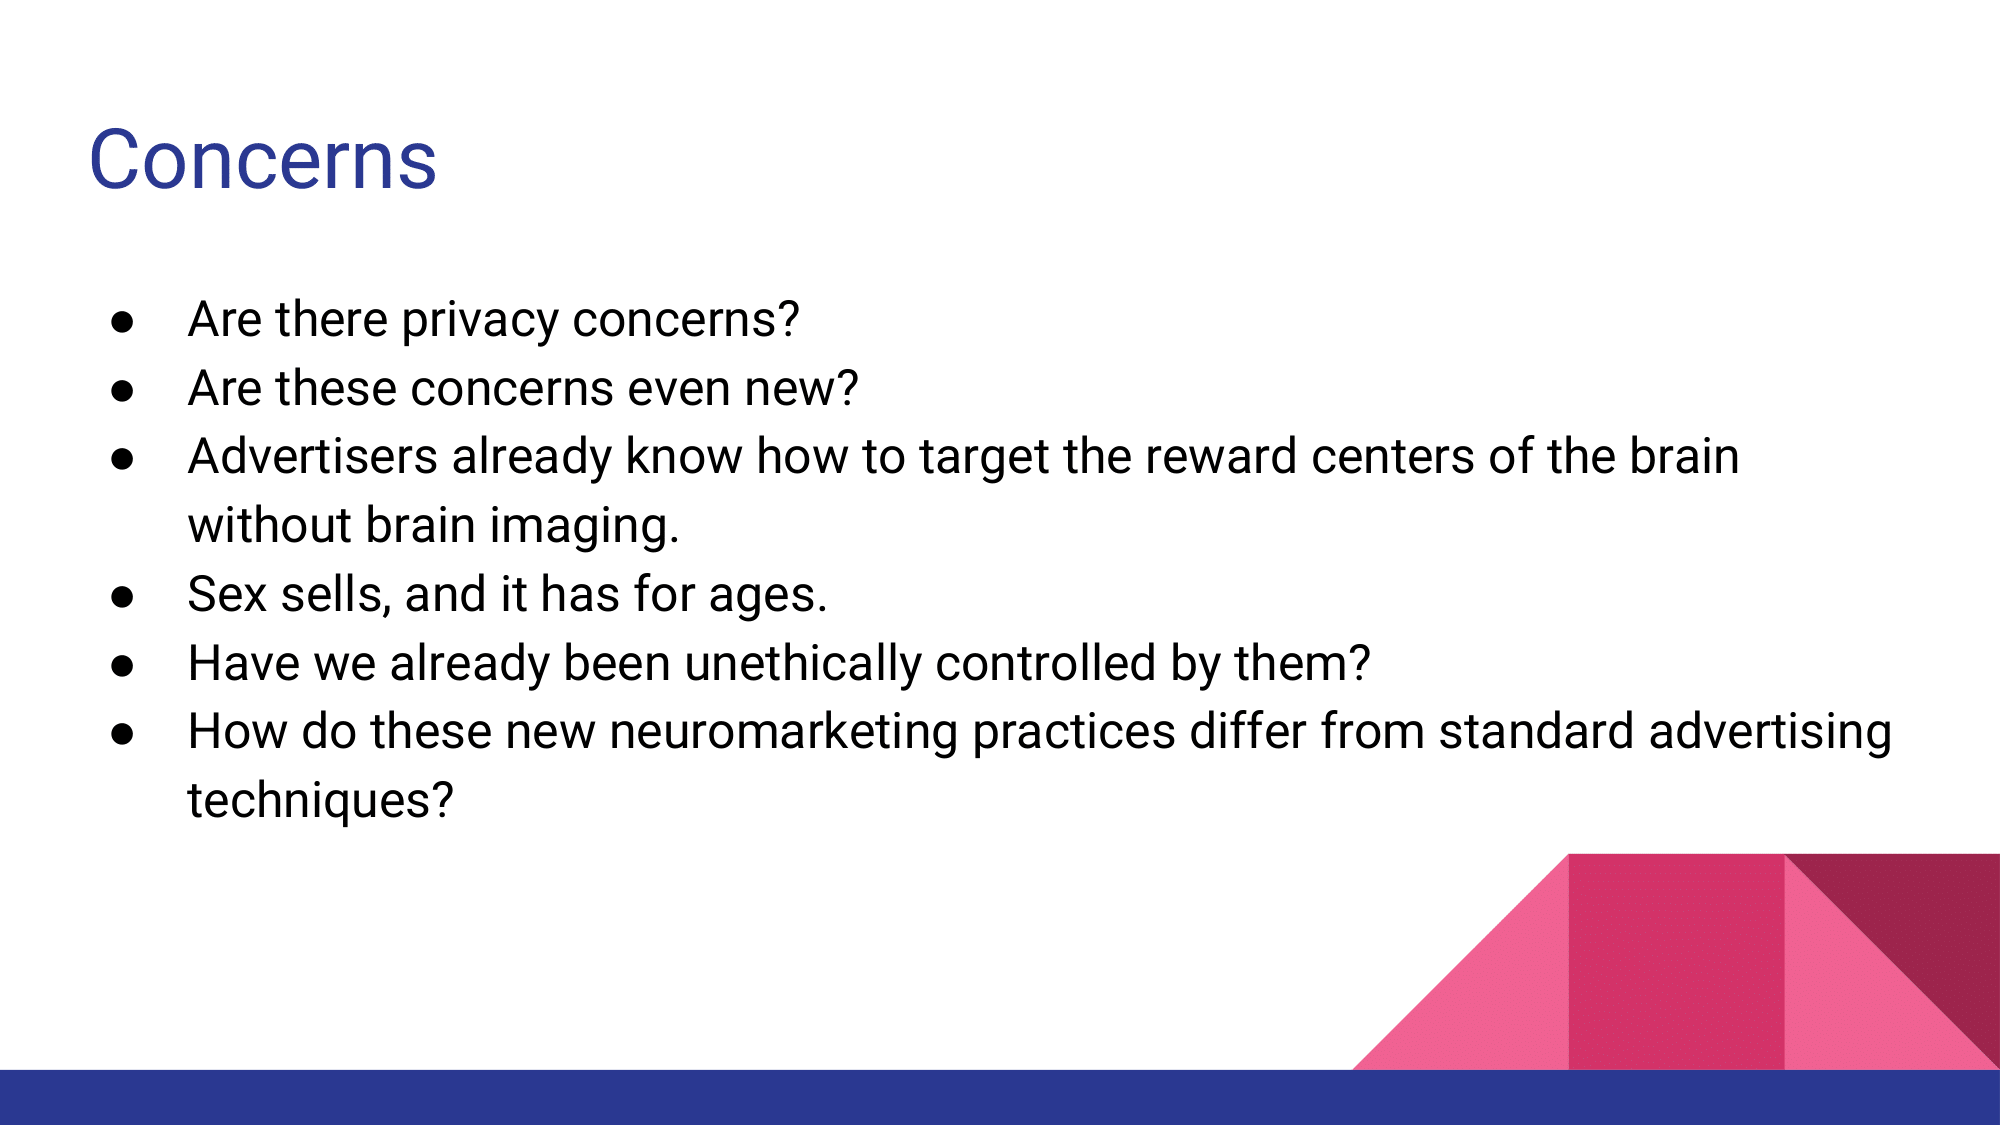 Concerns
● Are there privacy concerns?
● Are these concerns even new?
● Advertisers already know how to target the reward centers of the brain
without brain imaging.
● Sex sells, and it has for ages.
● Have we already been unethically controlled by them?
● How do these new neuromarketing practices differ from standard advertising
techniques?